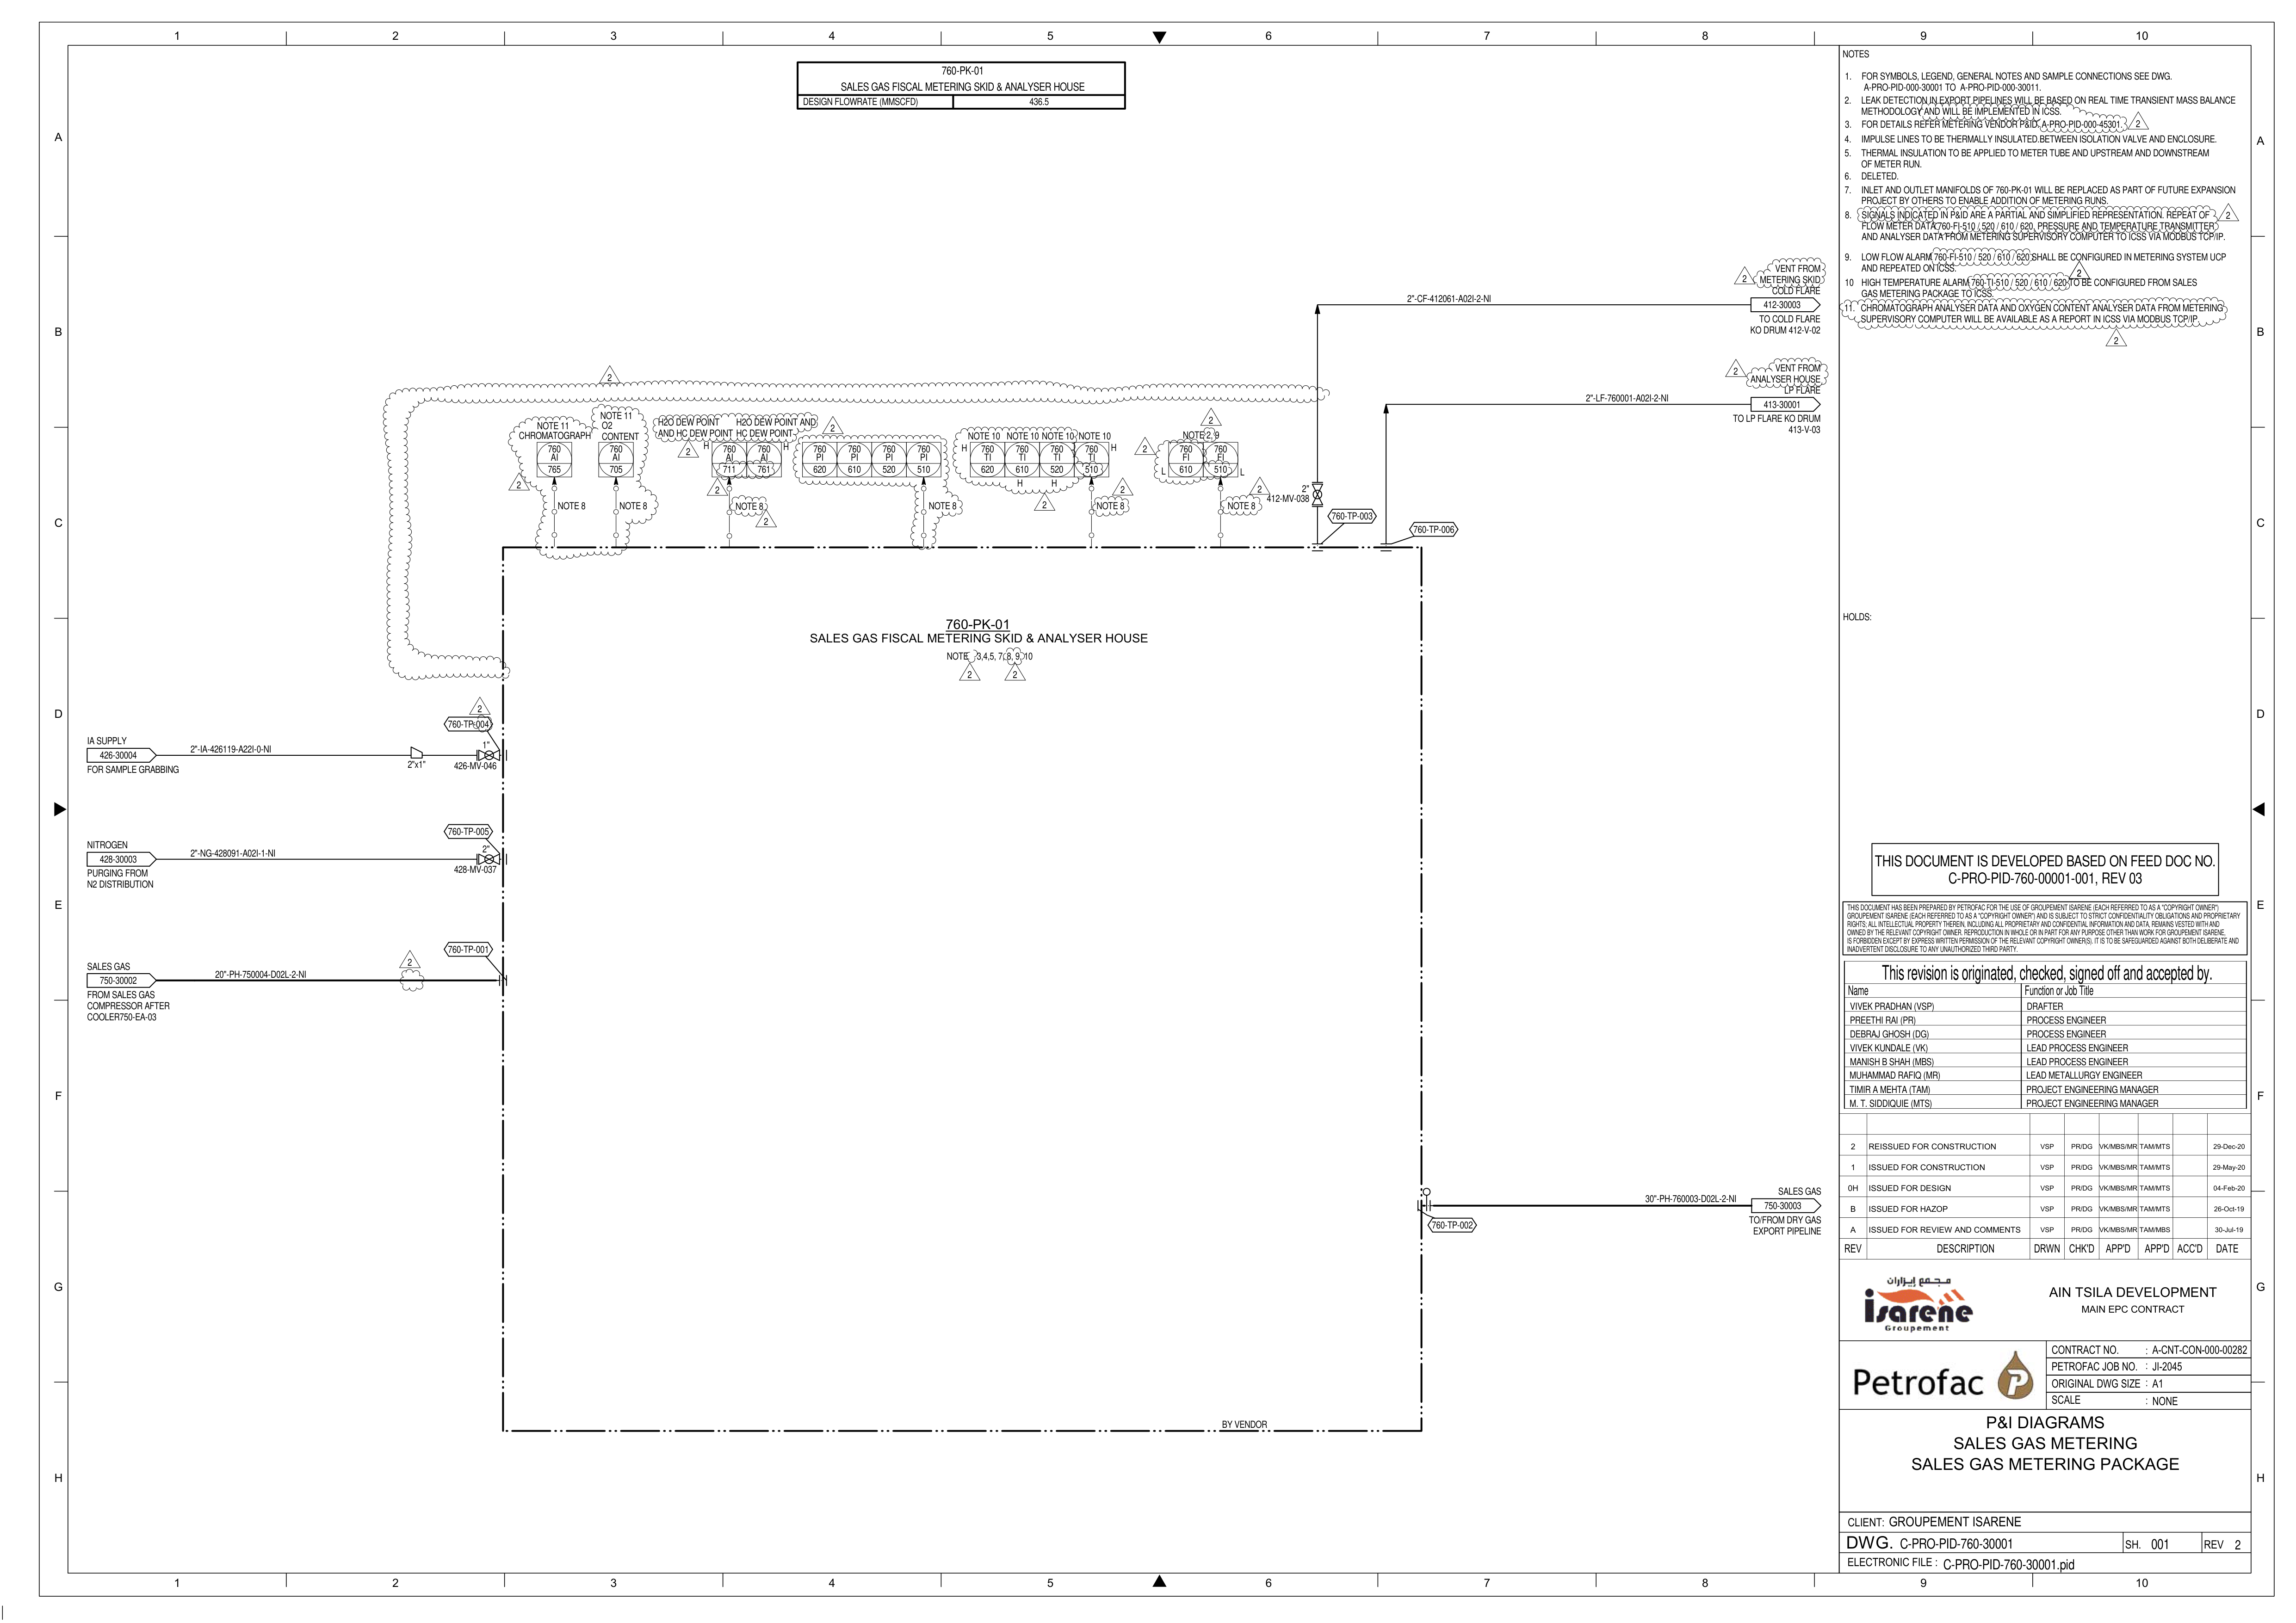 1 2 3 4 5 6 7 8 9 10
A
B
C
D
E
F
G
H
760-PK-01
SALES GAS FISCAL METERING SKID & ANALYSER HOUSE
DESIGN FLOWRATE (MMSCFD) 436.5
2
VENT FROM
METERING SKID
COLD FLARE
2"-CF-412061-A02I-2-NI
412-30003
TO COLD FLARE
KO DRUM 412-V-02
2
VENT FROM
ANALYSER HOUSE
LP FLARE
2"-LF-760001-A02I-2-NI
413-30001
TO LP FLARE KO DRUM
413-V-03
2
NOTE 11
CHROMATOGRAPH
760
AI
765
2
NOTE 8
NOTE 11
O2
CONTENT
760
AI
705
NOTE 8
H2O DEW POINT
AND HC DEW POINT
H2O DEW POINT AND
HC DEW POINT
H
760
AI
711
760
AI
761
H
2
2
NOTE 8
2
2
760
PI
620
760
PI
610
760
PI
520
760
PI
510
NOTE 8
NOTE 10 NOTE 10 NOTE 10 NOTE 10
H
760
TI
620
760
TI
610
760
TI
520
760
TI
510
H
H H
2
2
NOTE 8
2
NOTE 2, 9
2
760
FI
610
760
FI
510
L L
2
NOTE 8
2"
412-MV-038
760-TP-003
760-TP-006
760-PK-01
SALES GAS FISCAL METERING SKID & ANALYSER HOUSE
NOTE 3,4,5, 7, 8, 9, 10
2 2
2
760-TP-004
IA SUPPLY
426-30004
FOR SAMPLE GRABBING
2"-IA-426119-A22I-0-NI
2"x1"
1"
426-MV-046
760-TP-005
NITROGEN
428-30003
PURGING FROM
N2 DISTRIBUTION
2"-NG-428091-A02I-1-NI
2"
428-MV-037
760-TP-001
SALES GAS
750-30002
FROM SALES GAS
COMPRESSOR AFTER
COOLER750-EA-03
20"-PH-750004-D02L-2-NI
2
760-TP-002
30"-PH-760003-D02L-2-NI
SALES GAS
750-30003
TO/FROM DRY GAS
EXPORT PIPELINE
BY VENDOR
NOTES
1. FOR SYMBOLS, LEGEND, GENERAL NOTES AND SAMPLE CONNECTIONS SEE DWG.
A-PRO-PID-000-30001 TO A-PRO-PID-000-30011.
2. LEAK DETECTION IN EXPORT PIPELINES WILL BE BASED ON REAL TIME TRANSIENT MASS BALANCE
METHODOLOGY AND WILL BE IMPLEMENTED IN ICSS.
3. FOR DETAILS REFER METERING VENDOR P&ID. A-PRO-PID-000-45301. 2
4. IMPULSE LINES TO BE THERMALLY INSULATED.BETWEEN ISOLATION VALVE AND ENCLOSURE.
5. THERMAL INSULATION TO BE APPLIED TO METER TUBE AND UPSTREAM AND DOWNSTREAM
OF METER RUN.
6. DELETED.
7. INLET AND OUTLET MANIFOLDS OF 760-PK-01 WILL BE REPLACED AS PART OF FUTURE EXPANSION
PROJECT BY OTHERS TO ENABLE ADDITION OF METERING RUNS.
8. SIGNALS INDICATED IN P&ID ARE A PARTIAL AND SIMPLIFIED REPRESENTATION. REPEAT OF 2
FLOW METER DATA(760-FI-510 / 520 / 610 / 620, PRESSURE AND TEMPERATURE TRANSMITTER)
AND ANALYSER DATA FROM METERING SUPERVISORY COMPUTER TO ICSS VIA MODBUS TCP/IP.
9. LOW FLOW ALARM 760-FI-510 / 520 / 610 / 620 SHALL BE CONFIGURED IN METERING SYSTEM UCP
AND REPEATED ON ICSS. 2
10 HIGH TEMPERATURE ALARM 760-TI-510 / 520 / 610 / 620 TO BE CONFIGURED FROM SALES
GAS METERING PACKAGE TO ICSS.
11. CHROMATOGRAPH ANALYSER DATA AND OXYGEN CONTENT ANALYSER DATA FROM METERING
SUPERVISORY COMPUTER WILL BE AVAILABLE AS A REPORT IN ICSS VIA MODBUS TCP/IP.
2
HOLDS:
THIS DOCUMENT IS DEVELOPED BASED ON FEED DOC NO.
C-PRO-PID-760-00001-001, REV 03
THIS DOCUMENT HAS BEEN PREPARED BY PETROFAC FOR THE USE OF GROUPEMENT ISARENE (EACH REFERRED TO AS A "COPYRIGHT OWNER")
GROUPEMENT ISARENE (EACH REFERRED TO AS A "COPYRIGHT OWNER") AND IS SUBJECT TO STRICT CONFIDENTIALITY OBLIGATIONS AND PROPRIETARY
RIGHTS; ALL INTELLECTUAL PROPERTY THEREIN, INCLUDING ALL PROPRIETARY AND CONFIDENTIAL INFORMATION AND DATA, REMAINS VESTED WITH AND
OWNED BY THE RELEVANT COPYRIGHT OWNER. REPRODUCTION IN WHOLE OR IN PART FOR ANY PURPOSE OTHER THAN WORK FOR GROUPEMENT ISARENE,
IS FORBIDDEN EXCEPT BY EXPRESS WRITTEN PERMISSION OF THE RELEVANT COPYRIGHT OWNER(S). IT IS TO BE SAFEGUARDED AGAINST BOTH DELIBERATE AND
INADVERTENT DISCLOSURE TO ANY UNAUTHORIZED THIRD PARTY.
This revision is originated, checked, signed off and accepted by.
Name Function or Job Title
VIVEK PRADHAN (VSP) DRAFTER
PREETHI RAI (PR) PROCESS ENGINEER
DEBRAJ GHOSH (DG) PROCESS ENGINEER
VIVEK KUNDALE (VK) LEAD PROCESS ENGINEER
MANISH B SHAH (MBS) LEAD PROCESS ENGINEER
MUHAMMAD RAFIQ (MR) LEAD METALLURGY ENGINEER
TIMIR A MEHTA (TAM) PROJECT ENGINEERING MANAGER
M. T. SIDDIQUIE (MTS) PROJECT ENGINEERING MANAGER
2 REISSUED FOR CONSTRUCTION VSP PR/DG VK/MBS/MR TAM/MTS 29-Dec-20
1 ISSUED FOR CONSTRUCTION VSP PR/DG VK/MBS/MR TAM/MTS 29-May-20
0H ISSUED FOR DESIGN VSP PR/DG VK/MBS/MR TAM/MTS 04-Feb-20
B ISSUED FOR HAZOP VSP PR/DG VK/MBS/MR TAM/MTS 26-Oct-19
A ISSUED FOR REVIEW AND COMMENTS VSP PR/DG VK/MBS/MR TAM/MBS 30-Jul-19
REV DESCRIPTION DRWN CHK'D APP'D APP'D ACC'D DATE
مجمع إيزاران
isarene
Groupement
AIN TSILA DEVELOPMENT
MAIN EPC CONTRACT
Petrofac
CONTRACT NO. : A-CNT-CON-000-00282
PETROFAC JOB NO. : JI-2045
ORIGINAL DWG SIZE : A1
SCALE : NONE
P&I DIAGRAMS
SALES GAS METERING
SALES GAS METERING PACKAGE
CLIENT: GROUPEMENT ISARENE
DWG. C-PRO-PID-760-30001 SH. 001 REV 2
ELECTRONIC FILE : C-PRO-PID-760-30001.pid
A
B
C
D
E
F
G
H
1 2 3 4 5 6 7 8 9 10